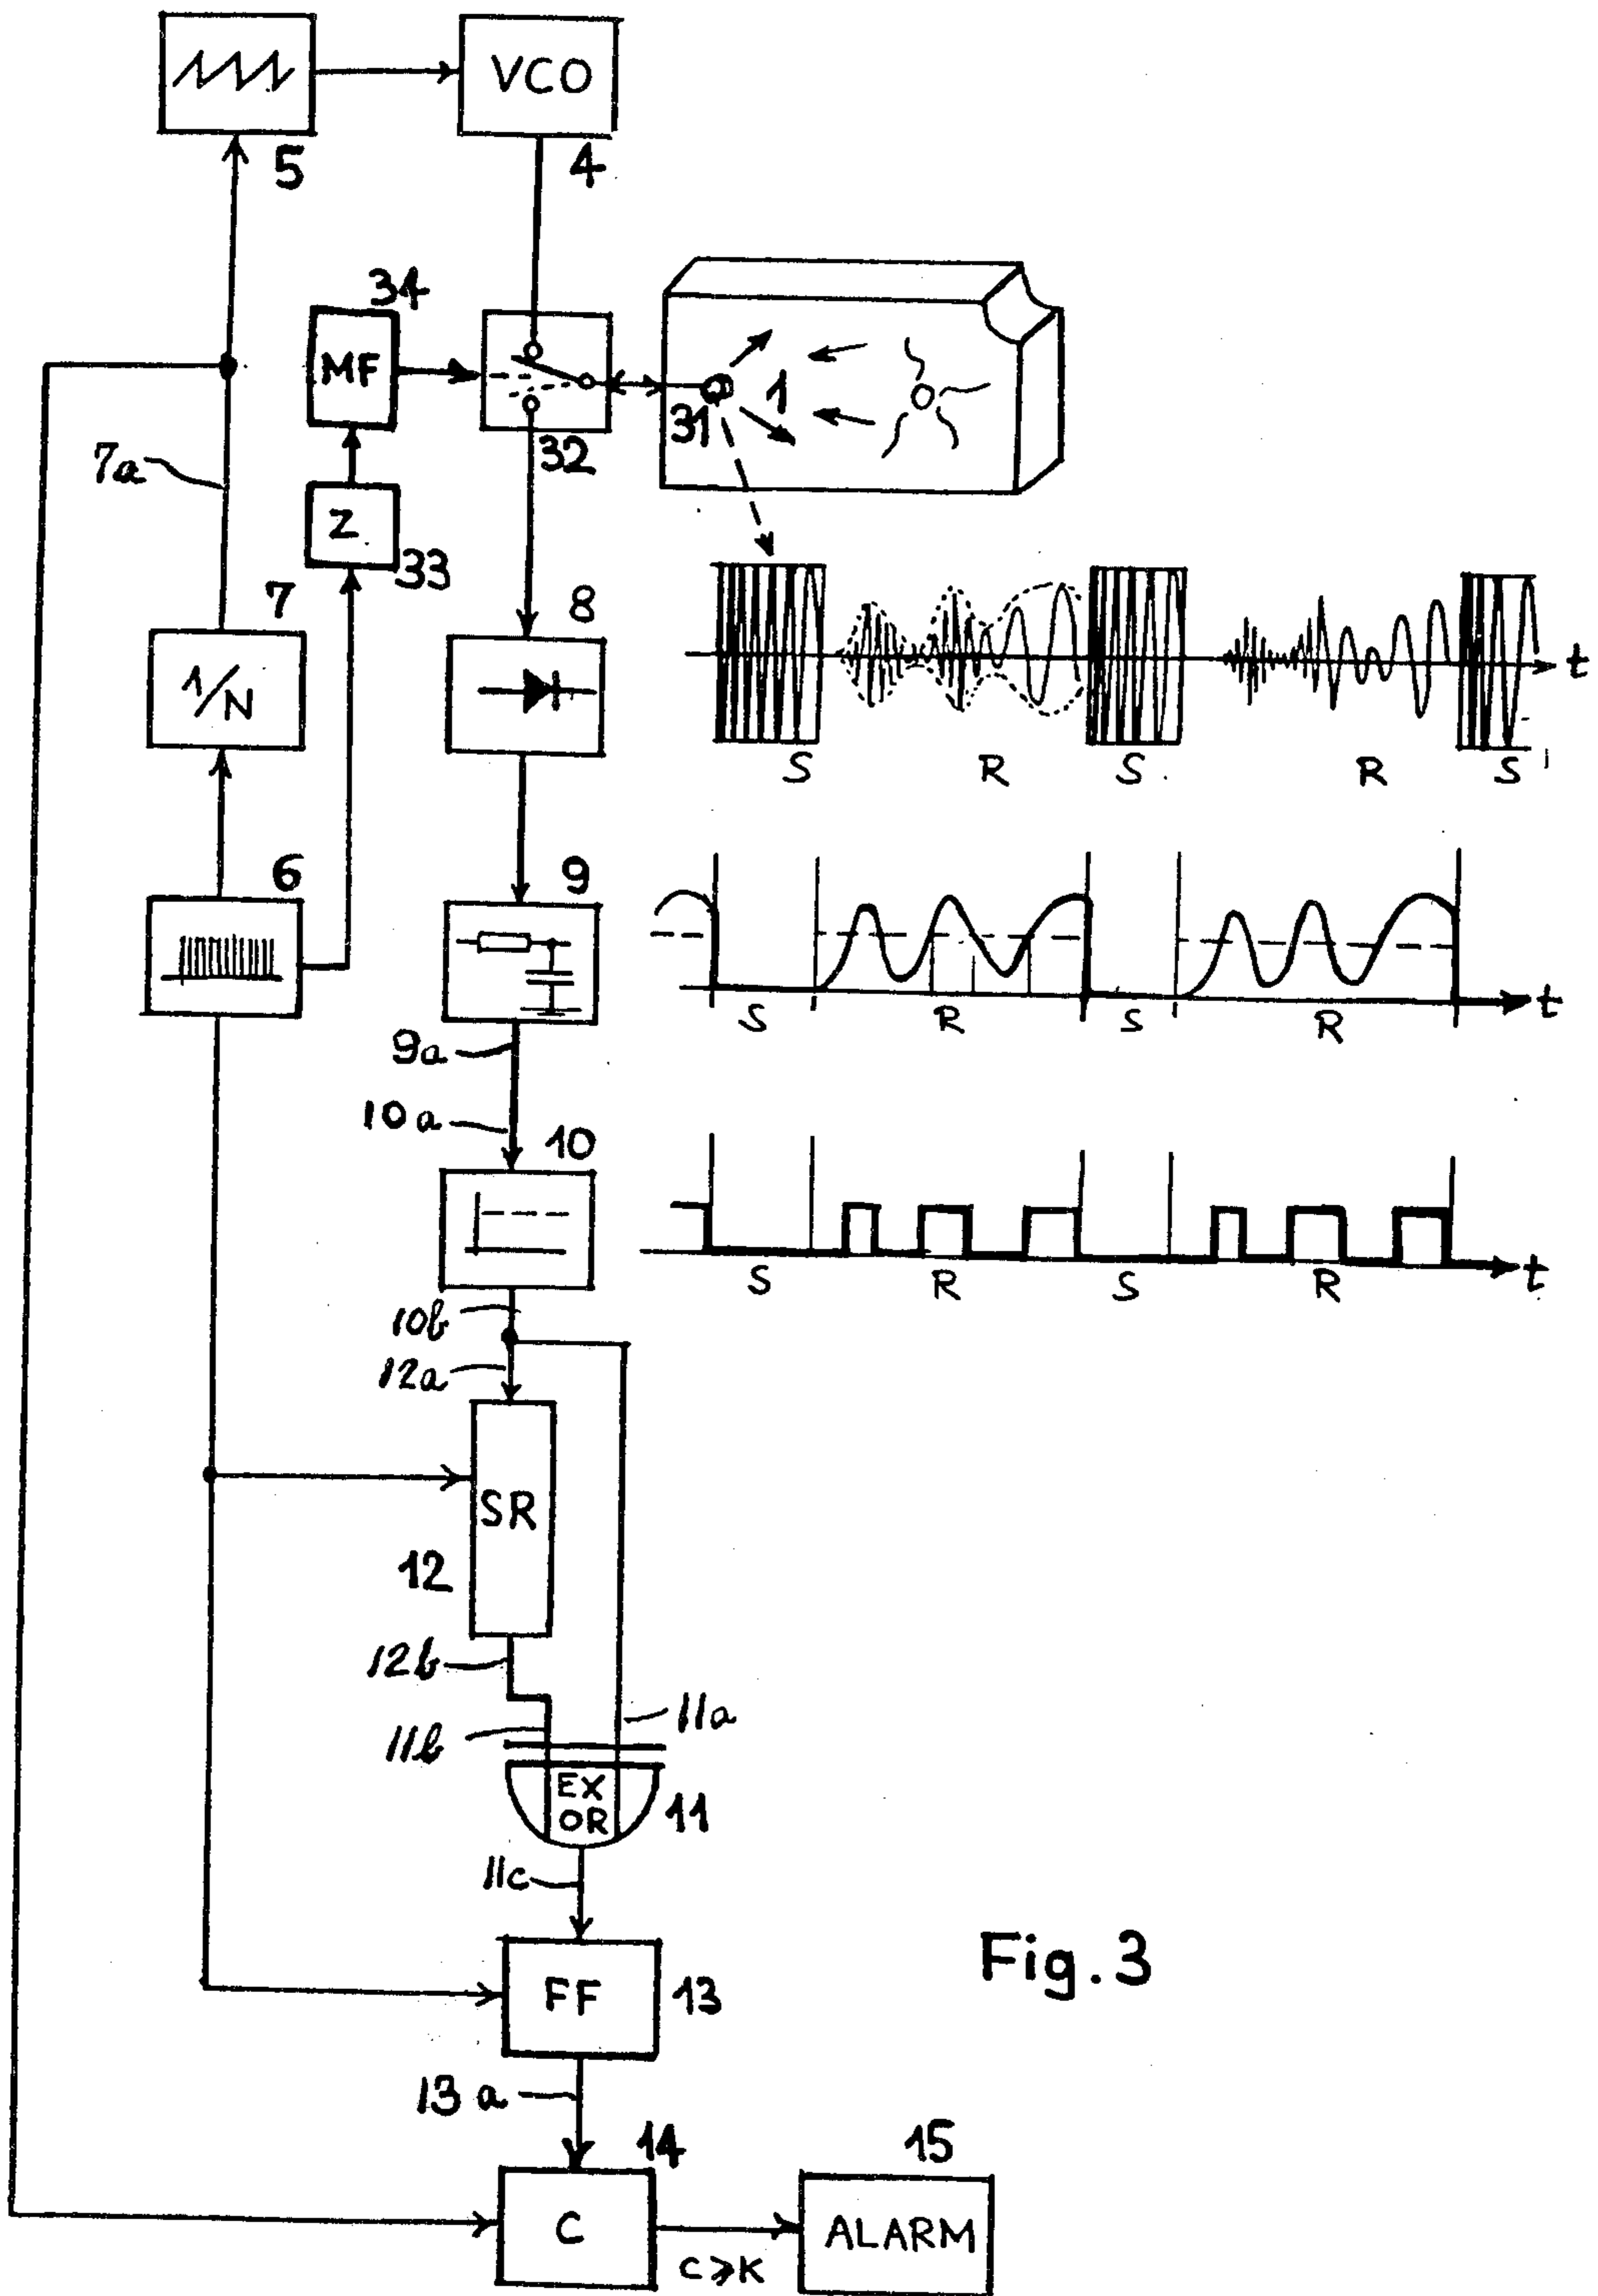 VCO
5
4
34
MF
31
1
32
7a
Z
33
7
8
1/N
t
S
R
S
R
S
6
9
t
S
R
S
R
9a
10a
10
t
S
R
S
R
10b
12a
SR
12
12b
11a
11b
EX
OR
11
11c
Fig. 3
FF
13
13a
14
15
C
ALARM
C≥K